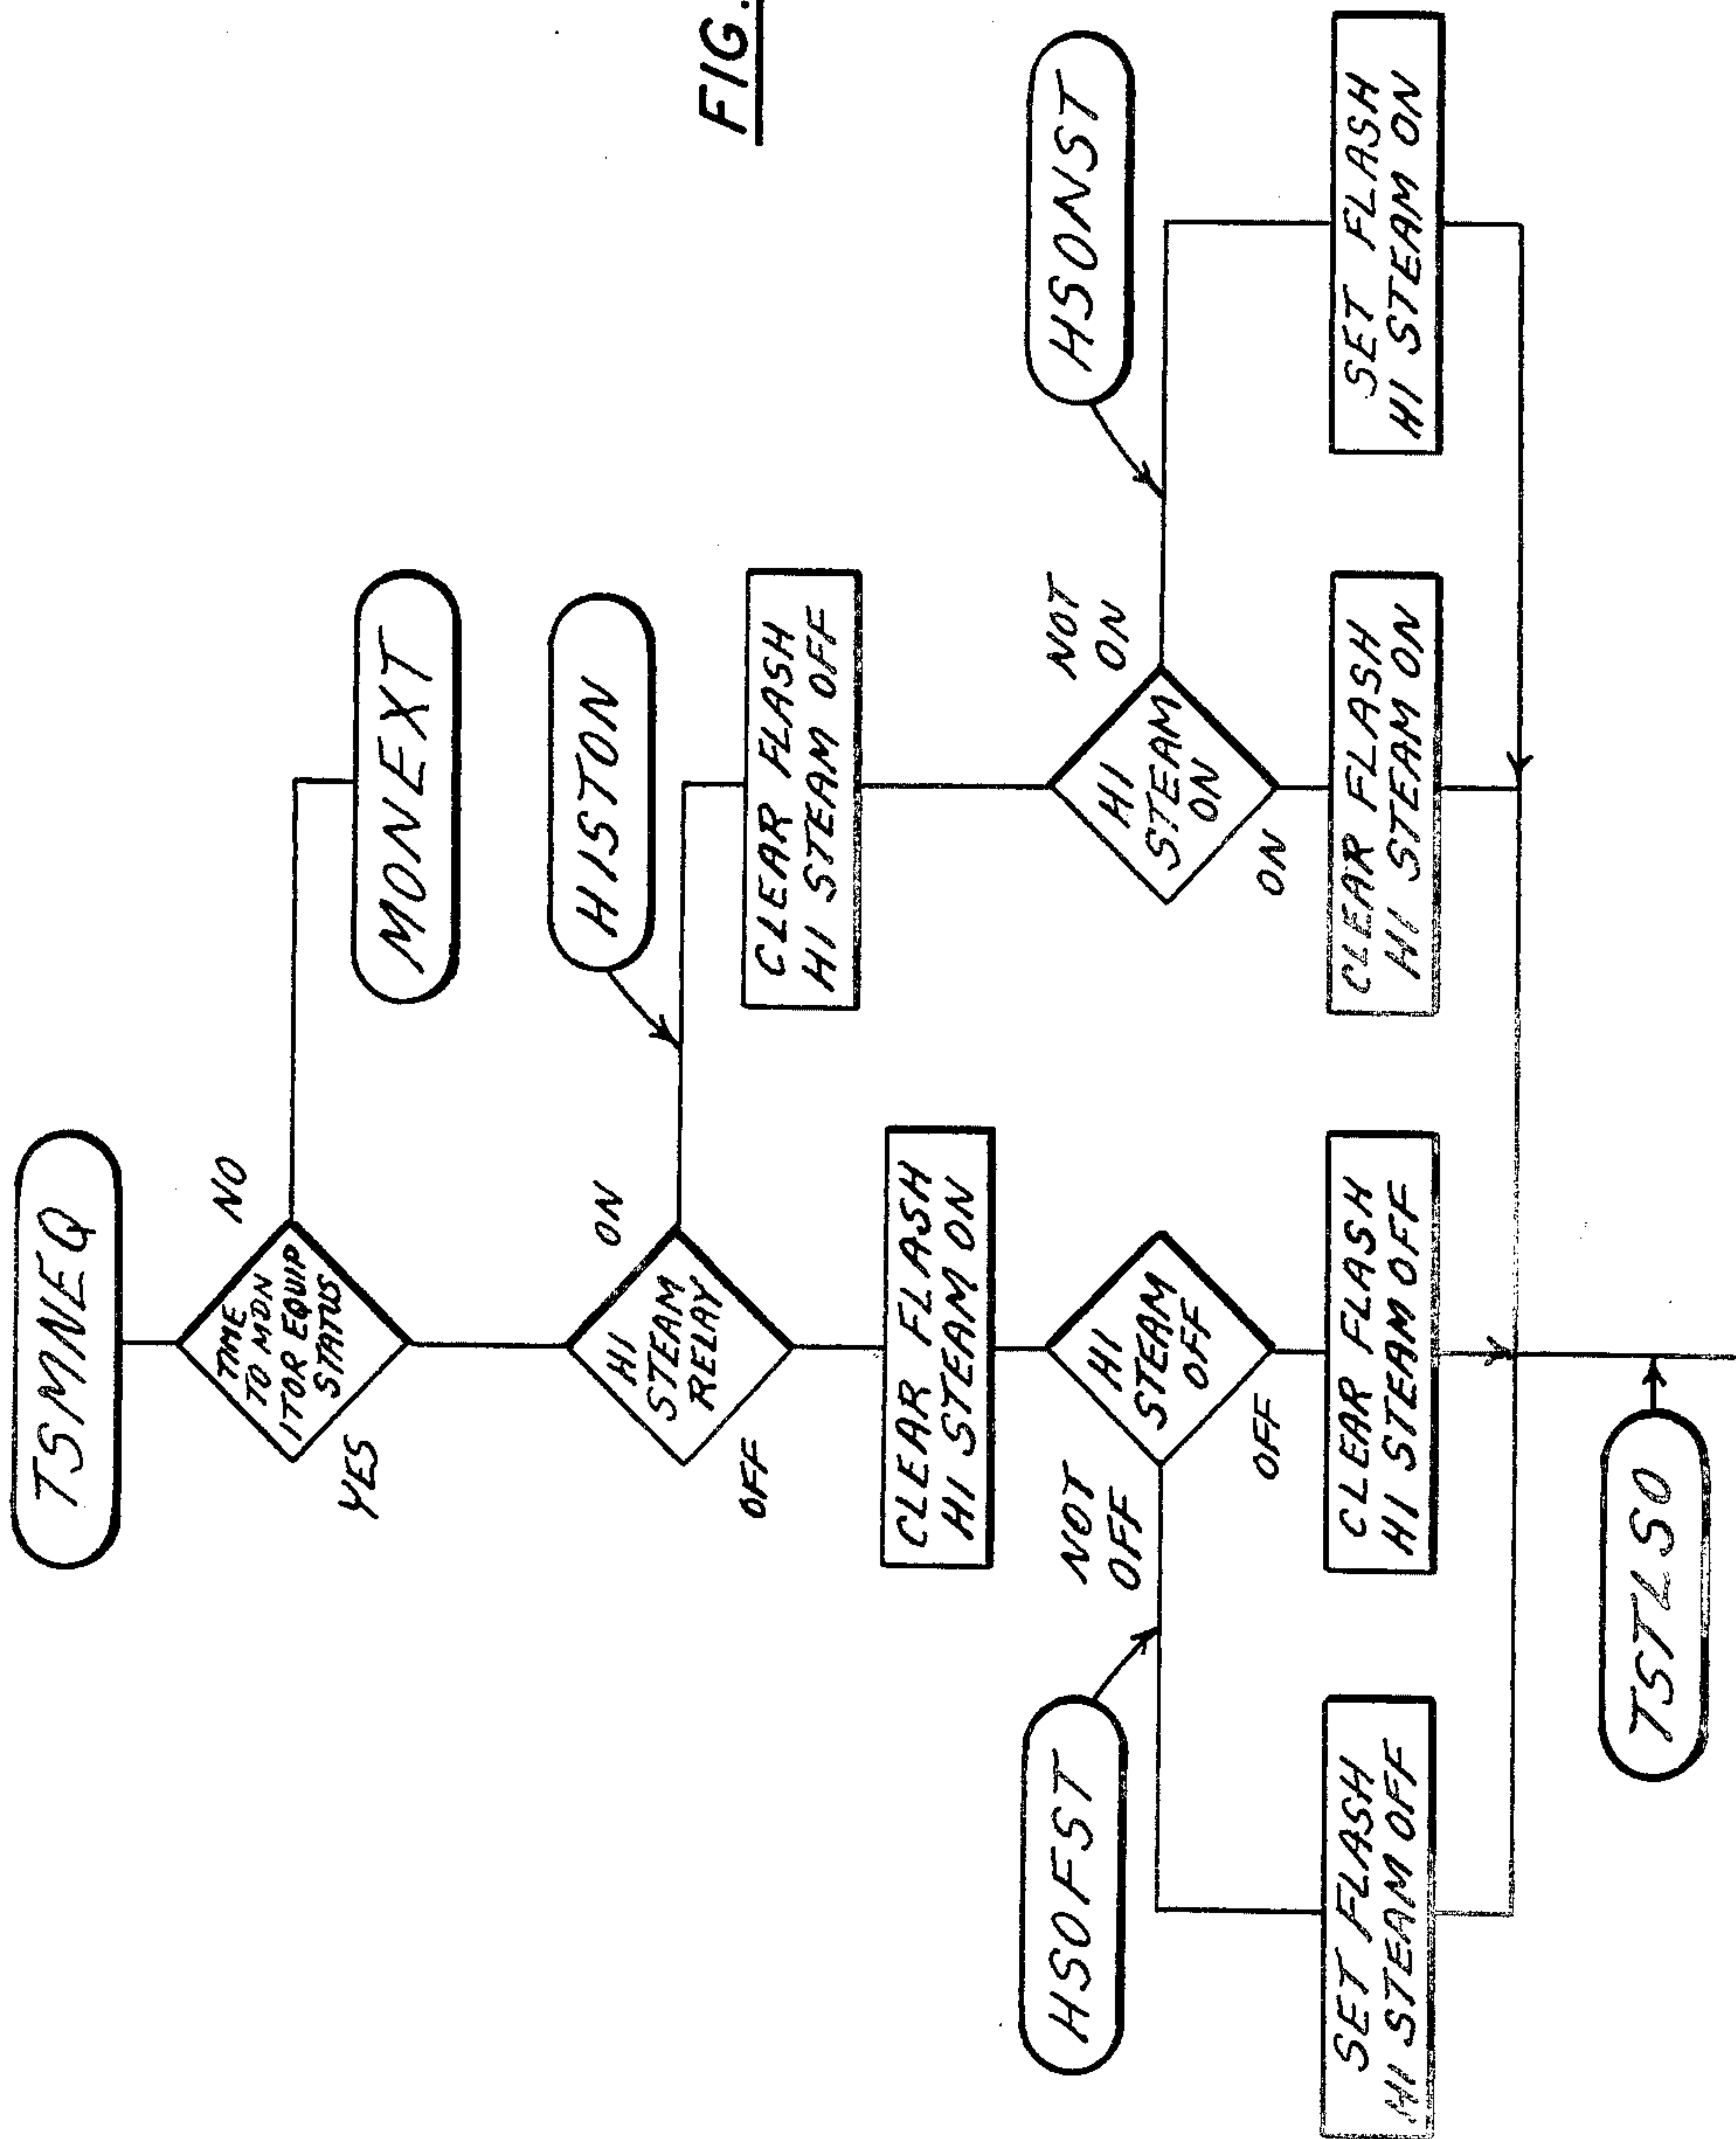 FIG.
TSMNEQ
TIME
TO MON
ITOR EQUIP
STATUS
NO
YES
MONEXT
HI
STEAM
RELAY
ON
OFF
HISTON
CLEAR FLASH
HI STEAM ON
CLEAR FLASH
HI STEAM OFF
HSOFST
NOT
OFF
HI
STEAM
OFF
OFF
HI
STEAM
ON
NOT
ON
ON
HSONST
SET FLASH
HI STEAM OFF
CLEAR FLASH
HI STEAM OFF
CLEAR FLASH
HI STEAM ON
SET FLASH
HI STEAM ON
TSTLSO